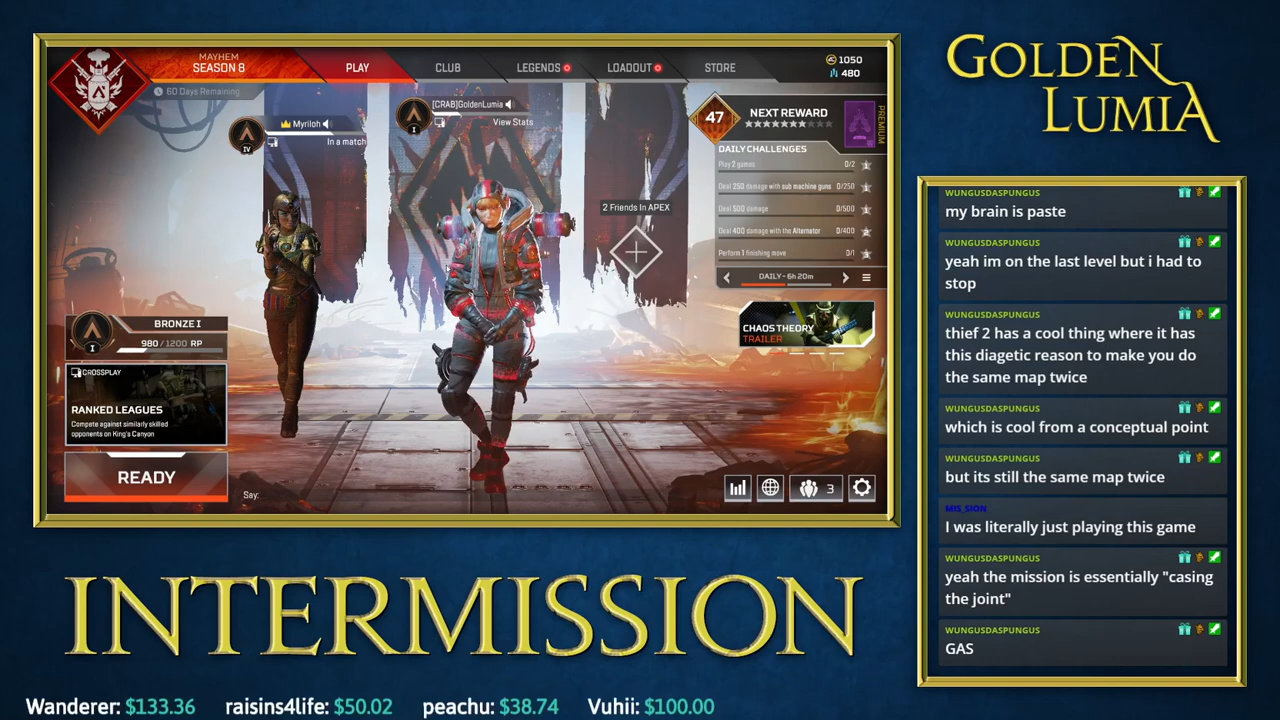 GOLDEN
LUMIA
MAYHEM
SEASON 8
PLAY
CLUB
LEGENDS
LOADOUT
STORE
1050
480
60 Days Remaining
Myriloh
IV
In a match
[CRAB]GoldenLumia
I
View Stats
47
NEXT REWARD
PREMIUM
DAILY CHALLENGES
Play 2 games 0/2
Deal 250 damage with sub machine guns 0/250
Deal 500 damage 0/500
Deal 400 damage with the Alternator 0/400
Perform 1 finishing move 0/1
DAILY - 6h 20m
2 Friends In APEX
CHAOS THEORY
TRAILER
BRONZE I
I
980/1200 RP
CROSSPLAY
RANKED LEAGUES
Compete against similarly skilled
opponents on King's Canyon
READY
Say:
3
WUNGUSDASPUNGUS
my brain is paste
WUNGUSDASPUNGUS
yeah im on the last level but i had to
stop
WUNGUSDASPUNGUS
thief 2 has a cool thing where it has
this diagetic reason to make you do
the same map twice
WUNGUSDASPUNGUS
which is cool from a conceptual point
WUNGUSDASPUNGUS
but its still the same map twice
MIS_SION
I was literally just playing this game
WUNGUSDASPUNGUS
yeah the mission is essentially "casing
the joint"
WUNGUSDASPUNGUS
GAS
INTERMISSION
Wanderer: $133.36 raisins4life: $50.02 peachu: $38.74 Vuhii: $100.00